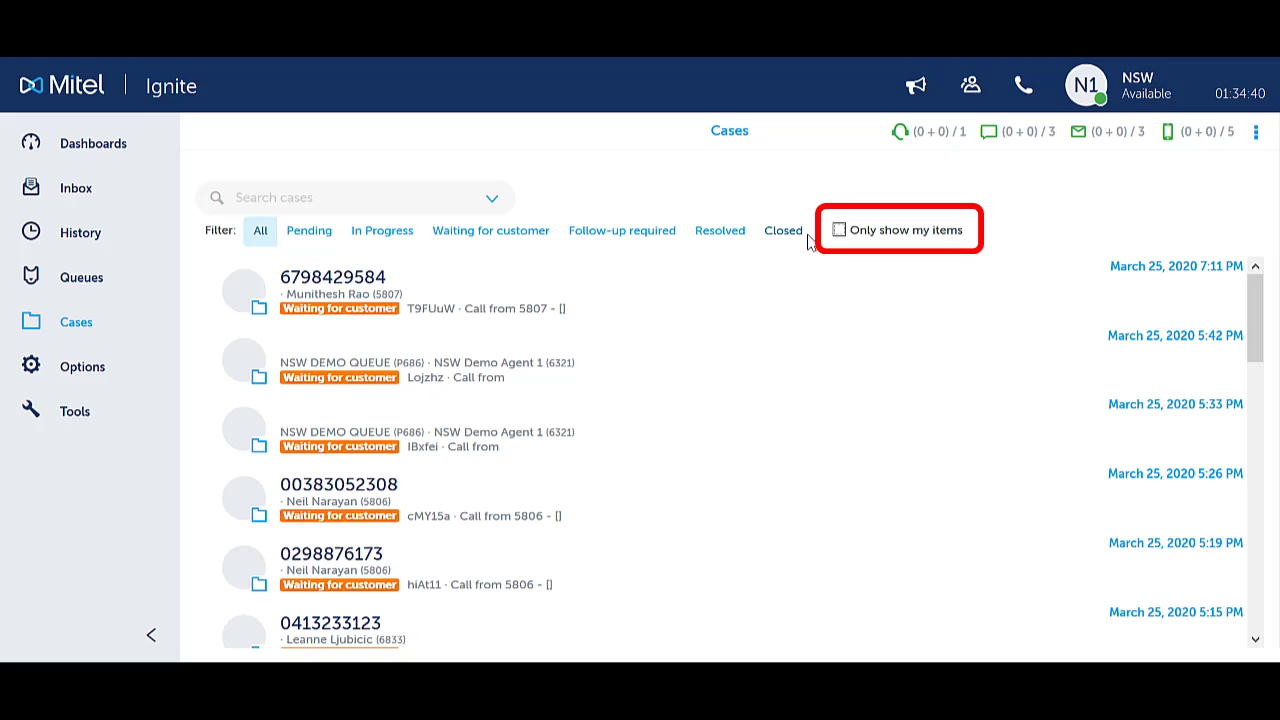 Mitel | Ignite
N1
NSW
Available
01:34:40
Dashboards
Inbox
History
Queues
Cases
Options
Tools
Cases
(0 + 0) / 1
(0 + 0) / 3
(0 + 0) / 3
(0 + 0) / 5
Search cases
Filter: All Pending In Progress Waiting for customer Follow-up required Resolved Closed Only show my items
6798429584
March 25, 2020 7:11 PM
· Munithesh Rao (5807)
Waiting for customer T9FUuW · Call from 5807 - []
March 25, 2020 5:42 PM
NSW DEMO QUEUE (P686) · NSW Demo Agent 1 (6321)
Waiting for customer Lojzhz · Call from
March 25, 2020 5:33 PM
NSW DEMO QUEUE (P686) · NSW Demo Agent 1 (6321)
Waiting for customer IBxfei · Call from
March 25, 2020 5:26 PM
00383052308
· Neil Narayan (5806)
Waiting for customer cMY15a · Call from 5806 - []
March 25, 2020 5:19 PM
0298876173
· Neil Narayan (5806)
Waiting for customer hiAt11 · Call from 5806 - []
March 25, 2020 5:15 PM
0413233123
· Leanne Ljubicic (6833)